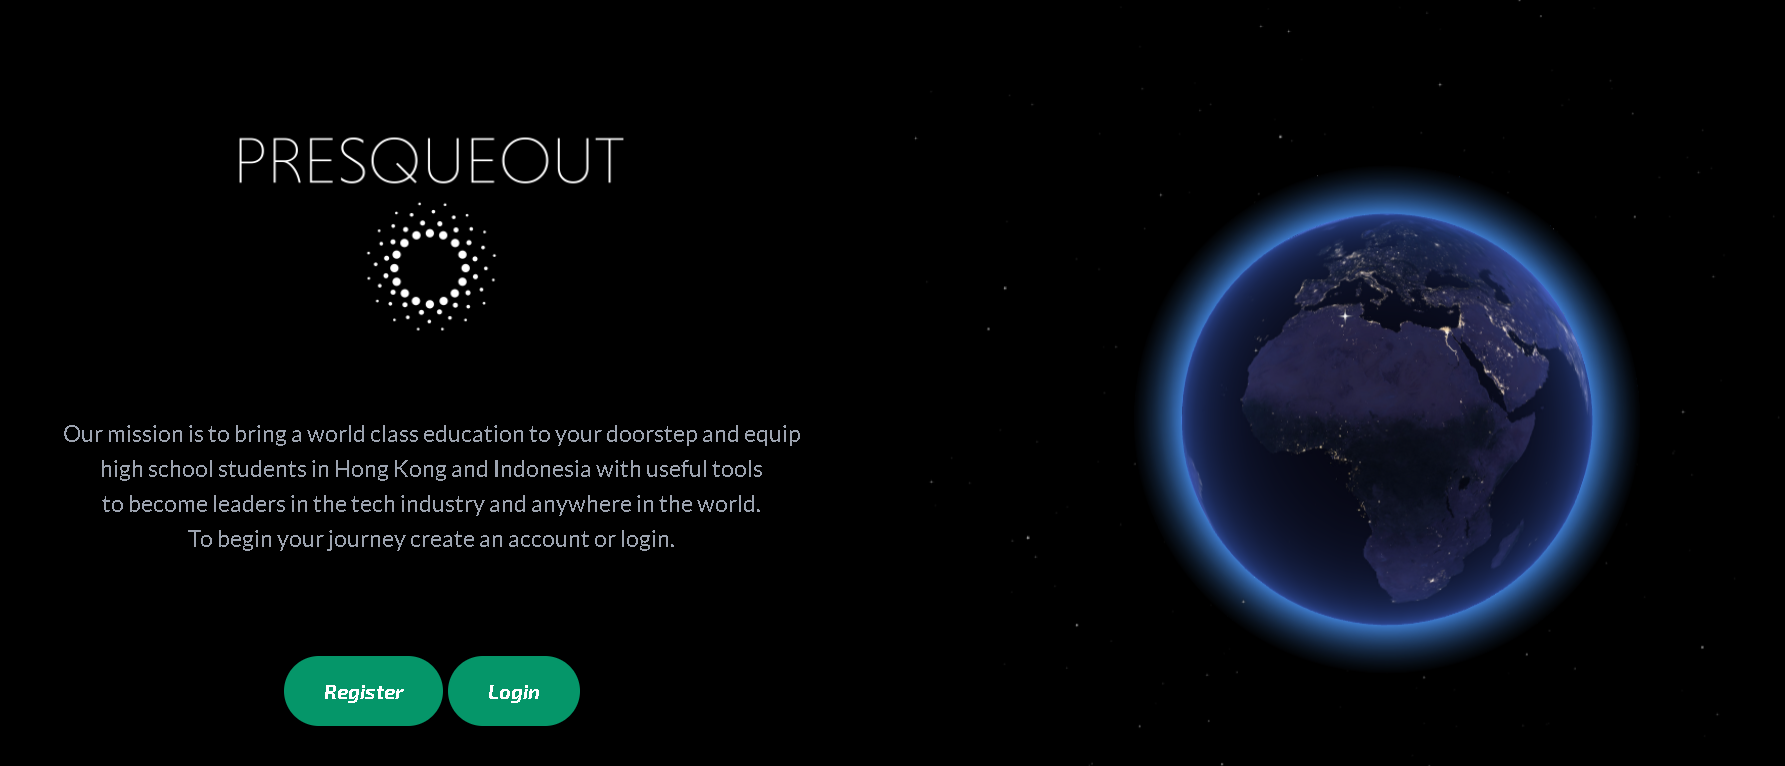 PRESQUEOUT
Our mission is to bring a world class education to your doorstep and equip
high school students in Hong Kong and Indonesia with useful tools
to become leaders in the tech industry and anywhere in the world.
To begin your journey create an account or login.
Register Login